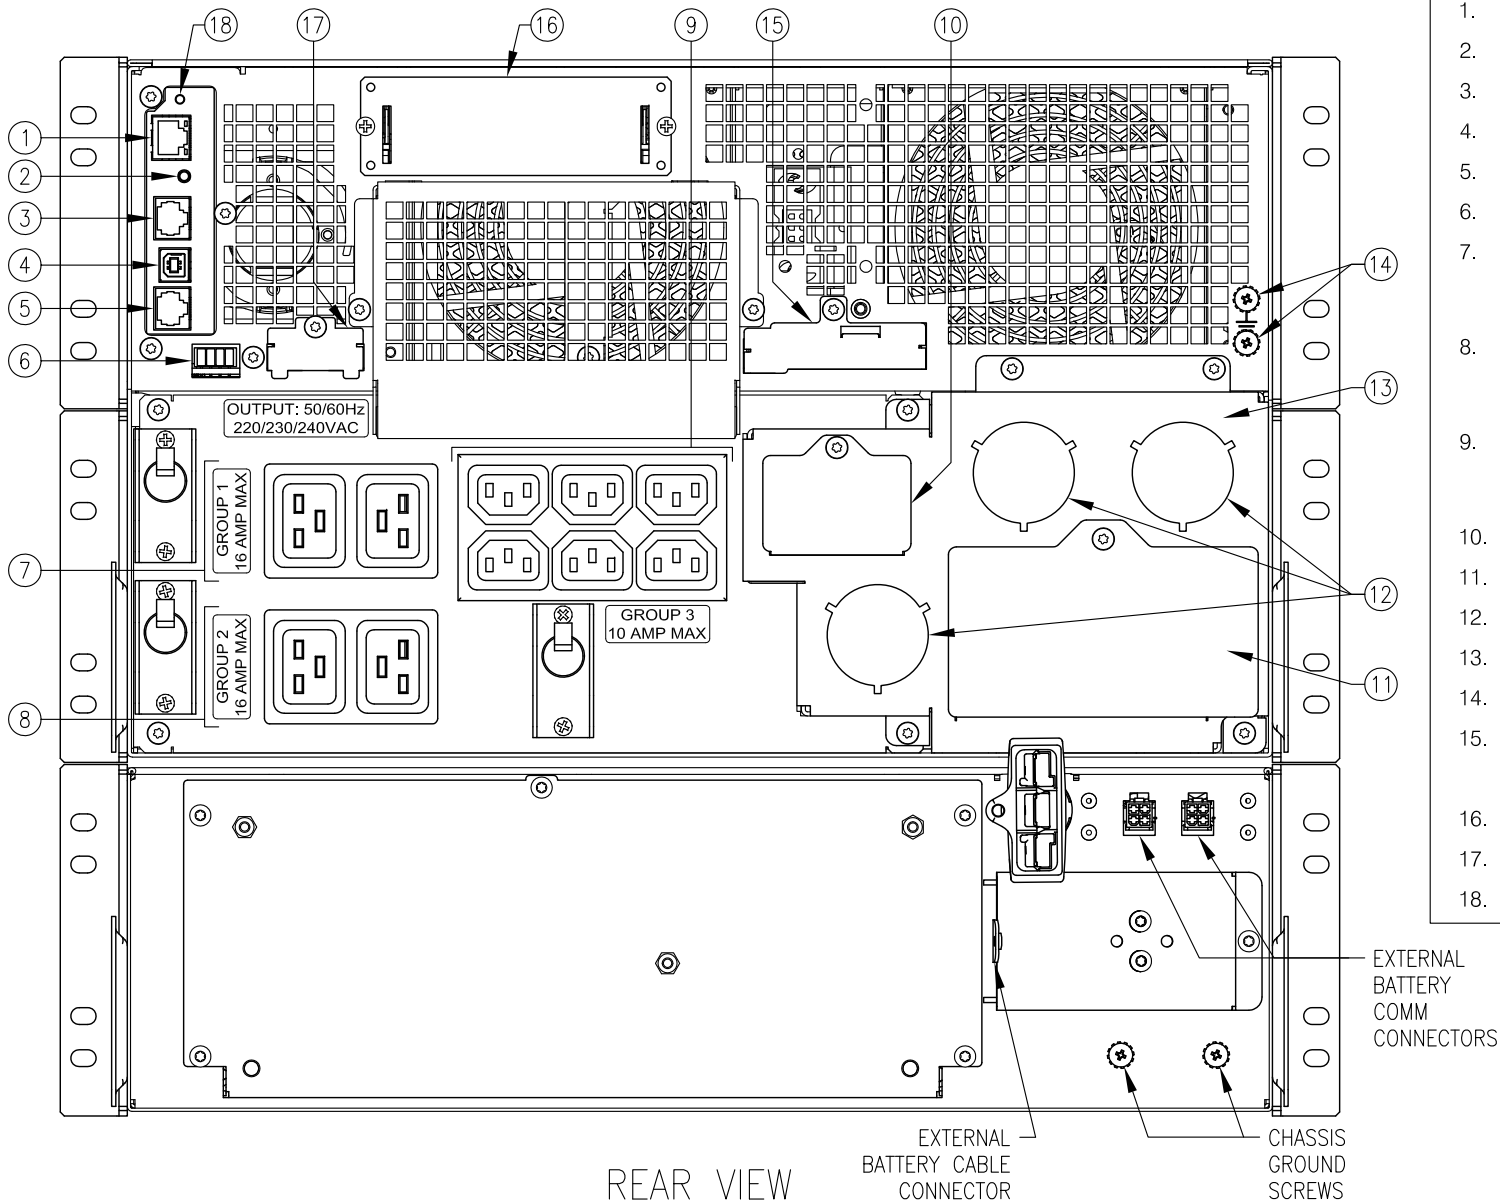 18
17
16
9
15
10
1
2
3
4
5
6
14
13
OUTPUT: 50/60Hz
220/230/240VAC
GROUP 1
16 AMP MAX
7
GROUP 2
16 AMP MAX
8
GROUP 3
10 AMP MAX
12
11
EXTERNAL
BATTERY
COMM
CONNECTORS
EXTERNAL
BATTERY CABLE
CONNECTOR
CHASSIS
GROUND
SCREWS
REAR VIEW
1.
2.
3.
4.
5.
6.
7.
8.
9.
10.
11.
12.
13.
14.
15.
16.
17.
18.